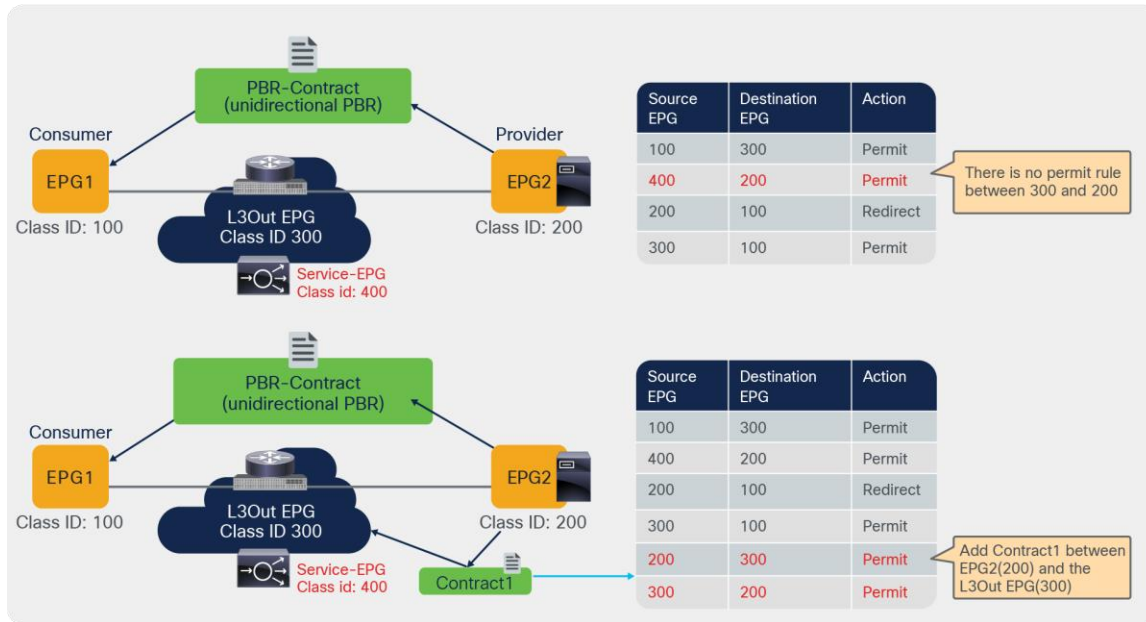 PBR-Contract
(unidirectional PBR)
Consumer
Provider
EPG1
EPG2
L3Out EPG
Class ID 300
Class ID: 100
Class ID: 200
Service-EPG
Class id: 400
Source EPG Destination EPG Action
100 300 Permit
400 200 Permit
200 100 Redirect
300 100 Permit
There is no permit rule
between 300 and 200
PBR-Contract
(unidirectional PBR)
Consumer
EPG1
EPG2
L3Out EPG
Class ID 300
Class ID: 100
Class ID: 200
Service-EPG
Class id: 400
Contract1
Source EPG Destination EPG Action
100 300 Permit
400 200 Permit
200 100 Redirect
300 100 Permit
200 300 Permit
300 200 Permit
Add Contract1 between
EPG2(200) and the
L3Out EPG(300)